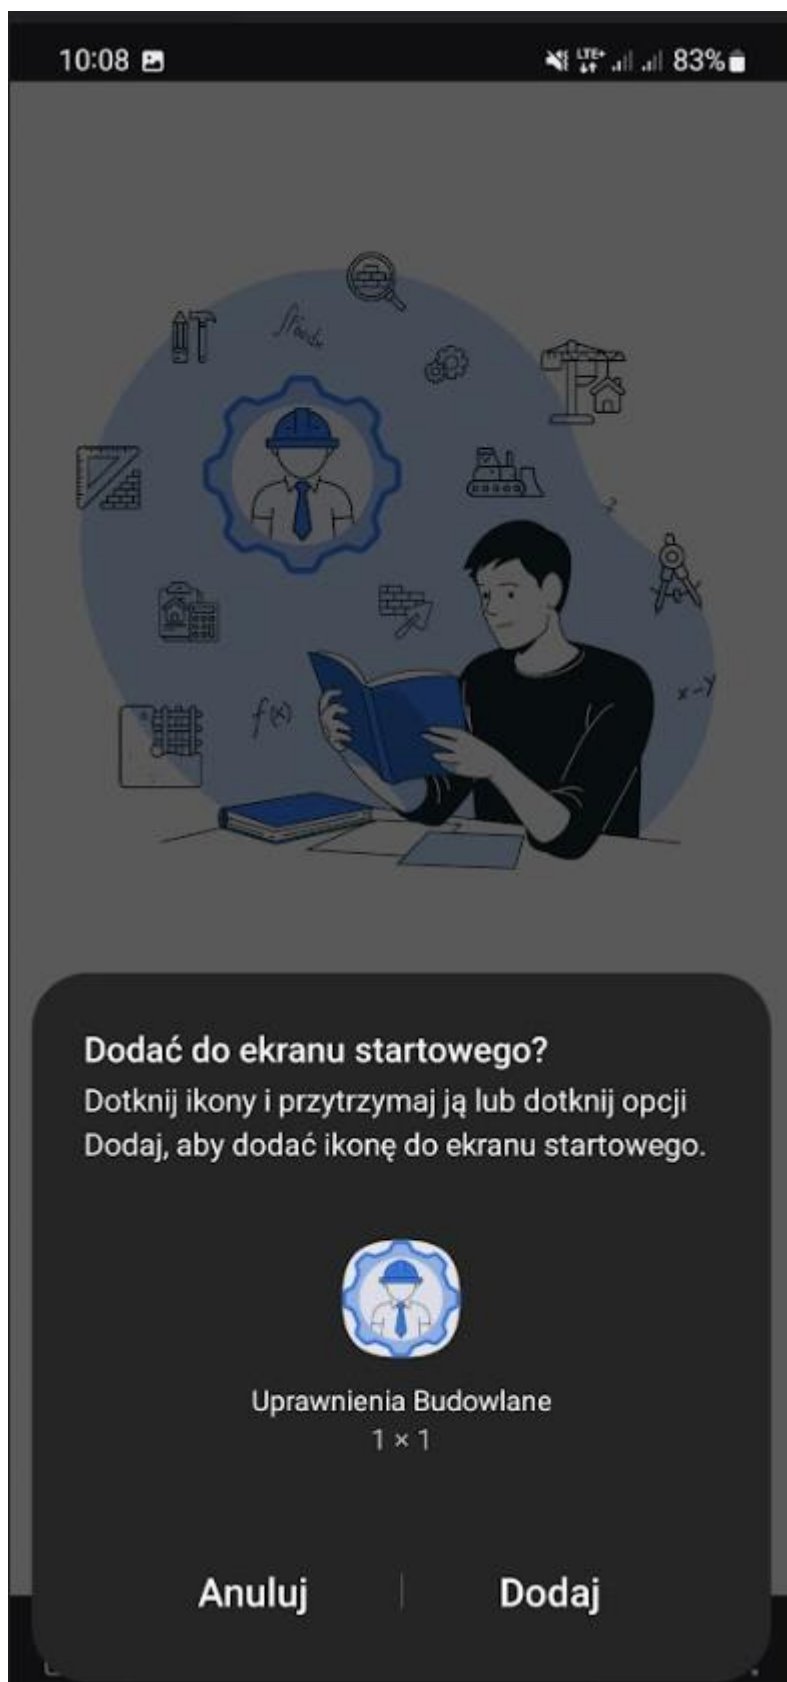 10:08 LTE+ 83%
f(x)
x-y
Dodać do ekranu startowego?
Dotknij ikony i przytrzymaj ją lub dotknij opcji
Dodaj, aby dodać ikonę do ekranu startowego.
Uprawnienia Budowlane
1 × 1
Anuluj Dodaj